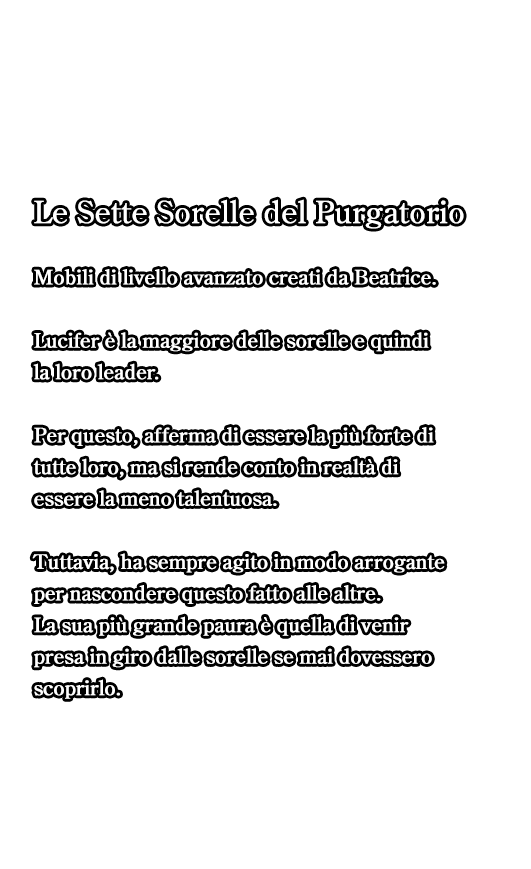 Le Sette Sorelle del Purgatorio
Mobili di livello avanzato creati da Beatrice.
Lucifer è la maggiore delle sorelle e quindi
la loro leader.
Per questo, afferma di essere la più forte di
tutte loro, ma si rende conto in realtà di
essere la meno talentuosa.
Tuttavia, ha sempre agito in modo arrogante
per nascondere questo fatto alle altre.
La sua più grande paura è quella di venir
presa in giro dalle sorelle se mai dovessero
scoprirlo.